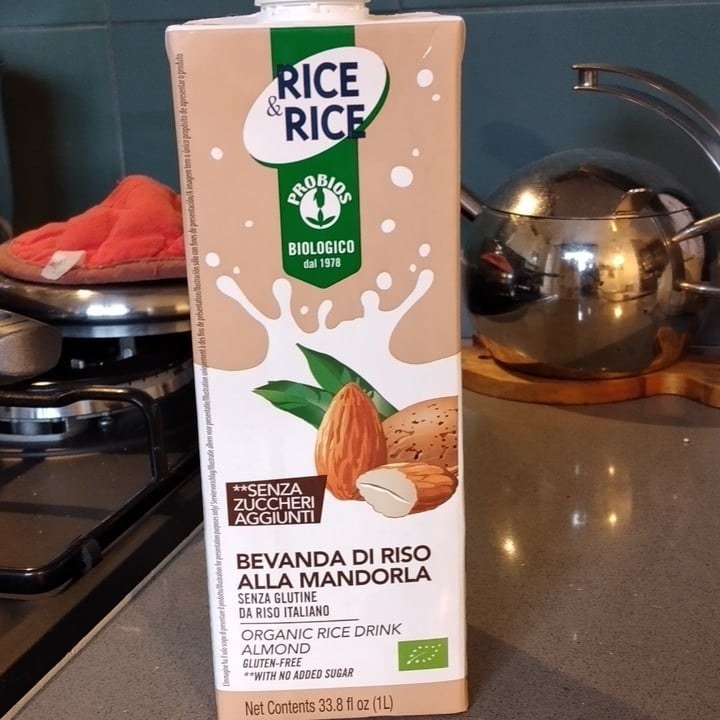 RICE
&
RICE
PROBIOS
BIOLOGICO
dal 1978
**SENZA
ZUCCHERI
AGGIUNTI
BEVANDA DI RISO
ALLA MANDORLA
SENZA GLUTINE
DA RISO ITALIANO
ORGANIC RICE DRINK
ALMOND
GLUTEN-FREE
**WITH NO ADDED SUGAR
Net Contents 33.8 fl oz (1L)